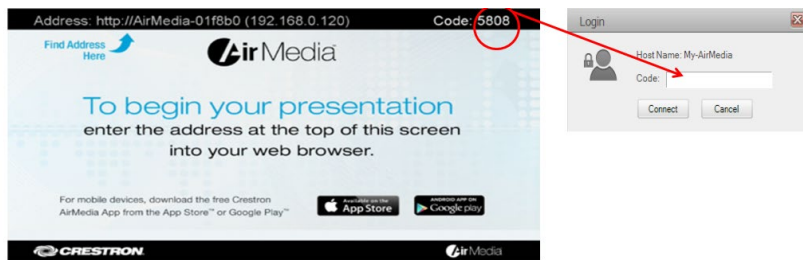 Address: http://AirMedia-01f8b0 (192.168.0.120) Code: 5808
Find Address
Here
AirMedia
To begin your presentation
enter the address at the top of this screen
into your web browser.
For mobile devices, download the free Crestron
AirMedia App from the App Store™ or Google Play™
Available on the
App Store
ANDROID APP ON
Google play
CRESTRON
AirMedia
Login
Host Name: My-AirMedia
Code:
Connect Cancel